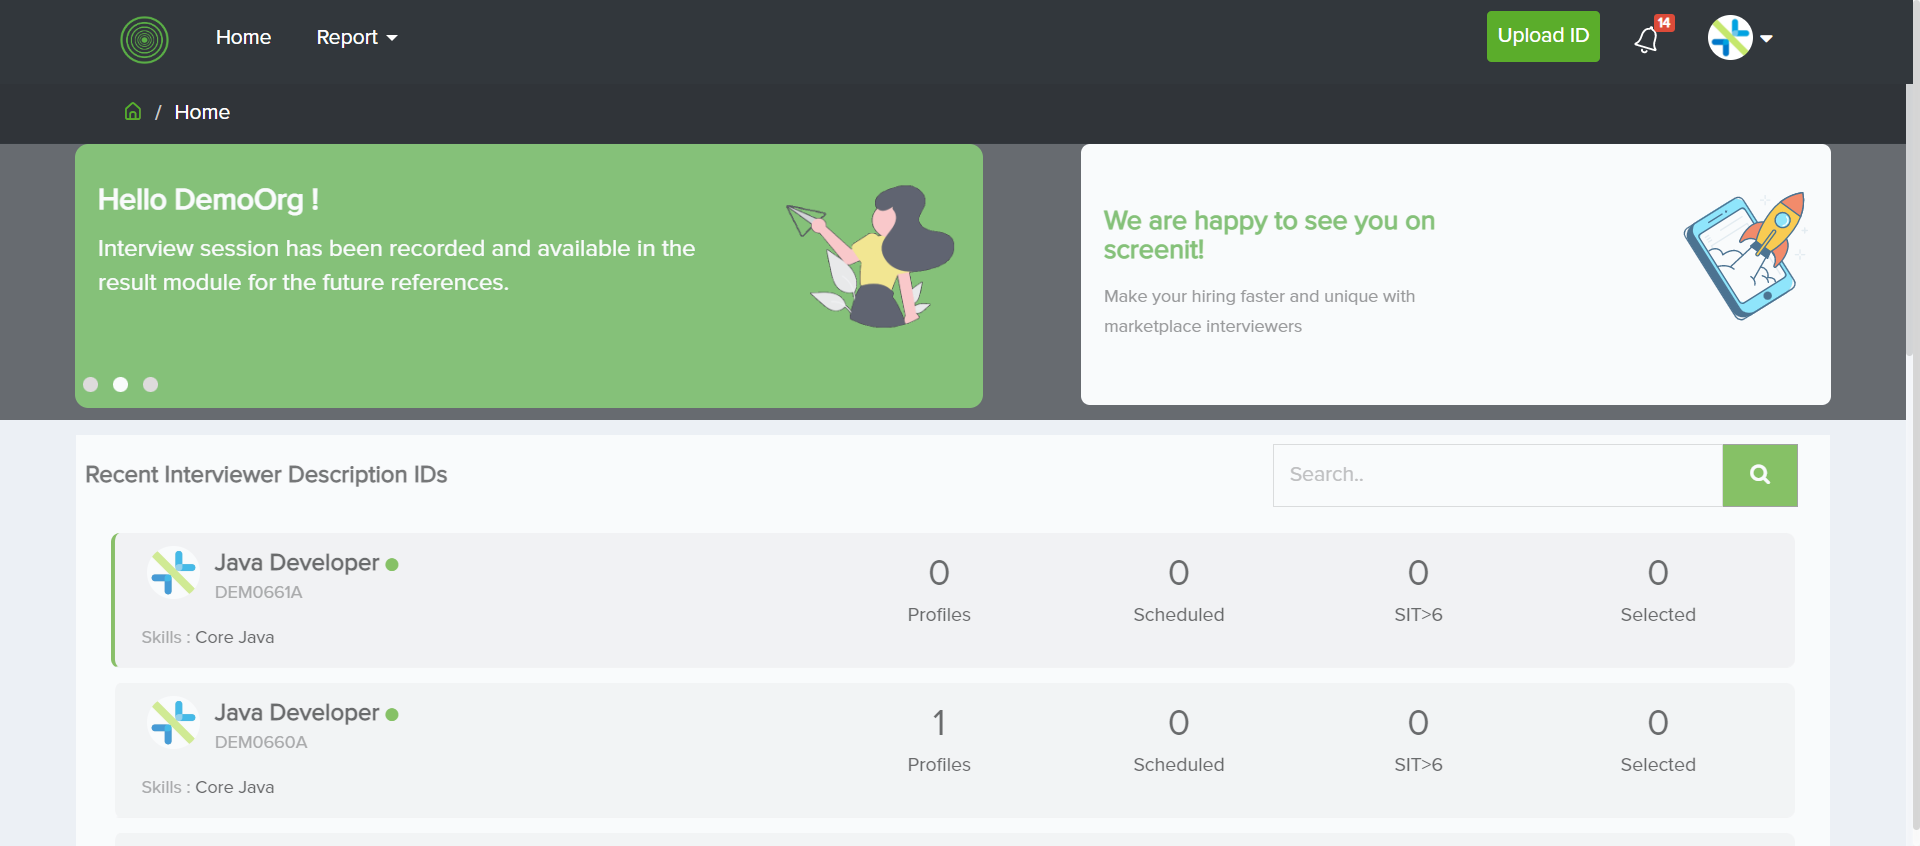 Home
Report
Upload ID
14
/ Home
Hello DemoOrg !
Interview session has been recorded and available in the
result module for the future references.
We are happy to see you on
screenit!
Make your hiring faster and unique with
marketplace interviewers
Recent Interviewer Description IDs
Search..
Java Developer
DEM0661A
Skills : Core Java
0
Profiles
0
Scheduled
0
SIT>6
0
Selected
Java Developer
DEM0660A
Skills : Core Java
1
Profiles
0
Scheduled
0
SIT>6
0
Selected